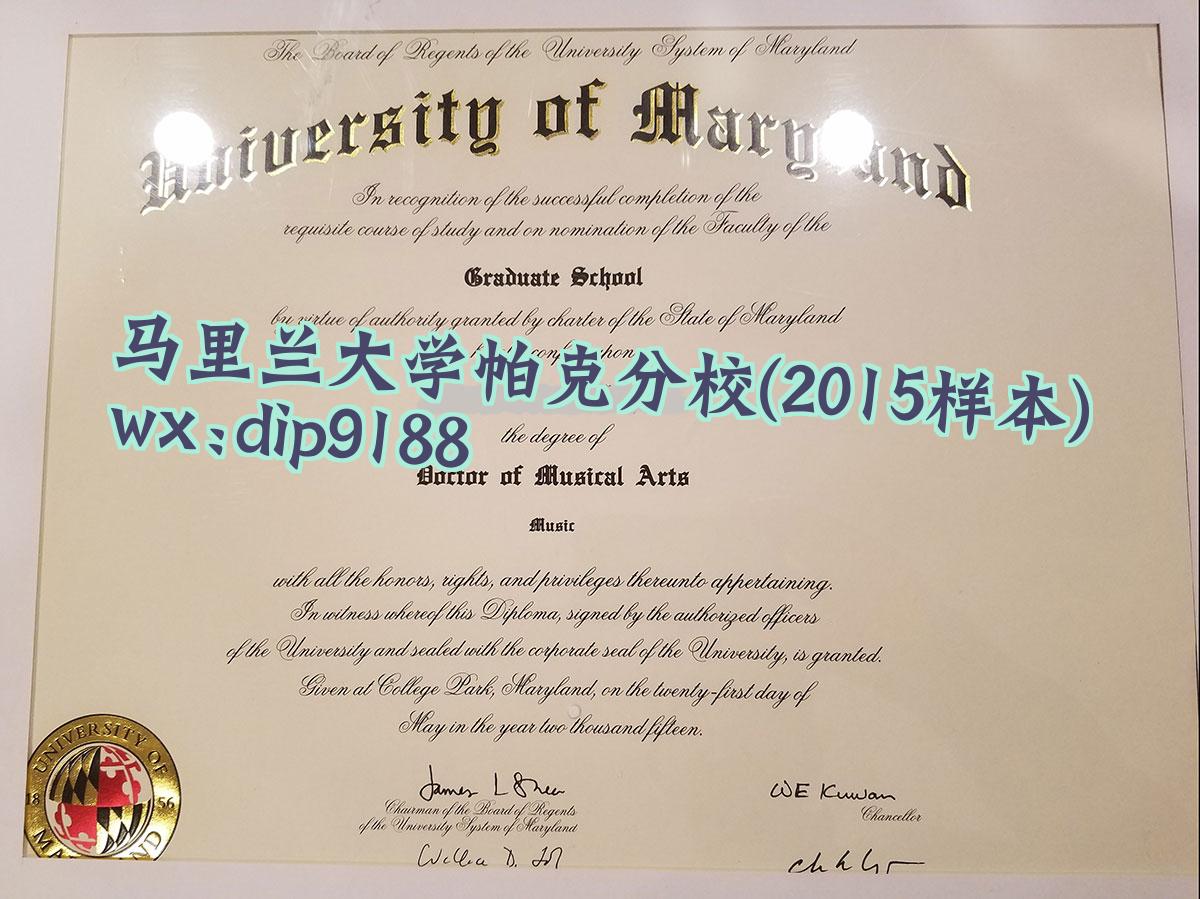 The Board of Regents of the University System of Maryland
University of Maryland
In recognition of the successful completion of the
requisite course of study and on nomination of the Faculty of the
Graduate School
by virtue of authority granted by charter of the State of Maryland
马里兰大学帕克分校(2015样本)
wx:dip9188
the degree of
Doctor of Musical Arts
Music
with all the honors, rights, and privileges thereunto appertaining.
In witness whereof this Diploma, signed by the authorized officers
of the University and sealed with the corporate seal of the University, is granted.
Given at College Park, Maryland, on the twenty-first day of
May in the year two thousand fifteen.
UNIVERSITY OF
18 56
MARYLAND
Chairman of the Board of Regents
of the University System of Maryland
Chancellor